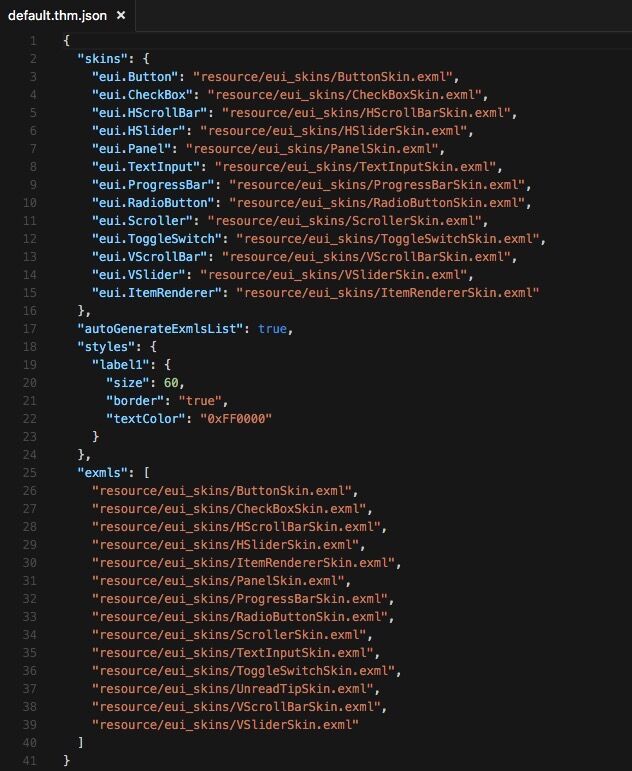 default.thm.json ×
1 {
2 "skins": {
3 "eui.Button": "resource/eui_skins/ButtonSkin.exml",
4 "eui.CheckBox": "resource/eui_skins/CheckBoxSkin.exml",
5 "eui.HScrollBar": "resource/eui_skins/HScrollBarSkin.exml",
6 "eui.HSlider": "resource/eui_skins/HSliderSkin.exml",
7 "eui.Panel": "resource/eui_skins/PanelSkin.exml",
8 "eui.TextInput": "resource/eui_skins/TextInputSkin.exml",
9 "eui.ProgressBar": "resource/eui_skins/ProgressBarSkin.exml",
10 "eui.RadioButton": "resource/eui_skins/RadioButtonSkin.exml",
11 "eui.Scroller": "resource/eui_skins/ScrollerSkin.exml",
12 "eui.ToggleSwitch": "resource/eui_skins/ToggleSwitchSkin.exml",
13 "eui.VScrollBar": "resource/eui_skins/VScrollBarSkin.exml",
14 "eui.VSlider": "resource/eui_skins/VSliderSkin.exml",
15 "eui.ItemRenderer": "resource/eui_skins/ItemRendererSkin.exml"
16 },
17 "autoGenerateExmlsList": true,
18 "styles": {
19 "label1": {
20 "size": 60,
21 "border": "true",
22 "textColor": "0xFF0000"
23 }
24 },
25 "exmls": [
26 "resource/eui_skins/ButtonSkin.exml",
27 "resource/eui_skins/CheckBoxSkin.exml",
28 "resource/eui_skins/HScrollBarSkin.exml",
29 "resource/eui_skins/HSliderSkin.exml",
30 "resource/eui_skins/ItemRendererSkin.exml",
31 "resource/eui_skins/PanelSkin.exml",
32 "resource/eui_skins/ProgressBarSkin.exml",
33 "resource/eui_skins/RadioButtonSkin.exml",
34 "resource/eui_skins/ScrollerSkin.exml",
35 "resource/eui_skins/TextInputSkin.exml",
36 "resource/eui_skins/ToggleSwitchSkin.exml",
37 "resource/eui_skins/UnreadTipSkin.exml",
38 "resource/eui_skins/VScrollBarSkin.exml",
39 "resource/eui_skins/VSliderSkin.exml"
40 ]
41 }